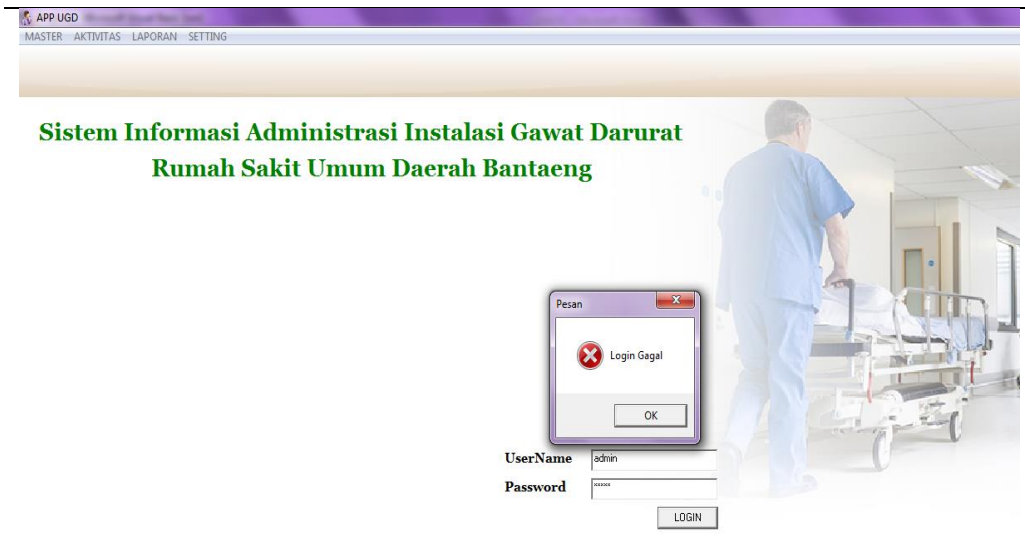 APP UGD
MASTER AKTIVITAS LAPORAN SETTING
Sistem Informasi Administrasi Instalasi Gawat Darurat
Rumah Sakit Umum Daerah Bantaeng
Pesan
Login Gagal
OK
UserName admin
Password xxxxx
LOGIN